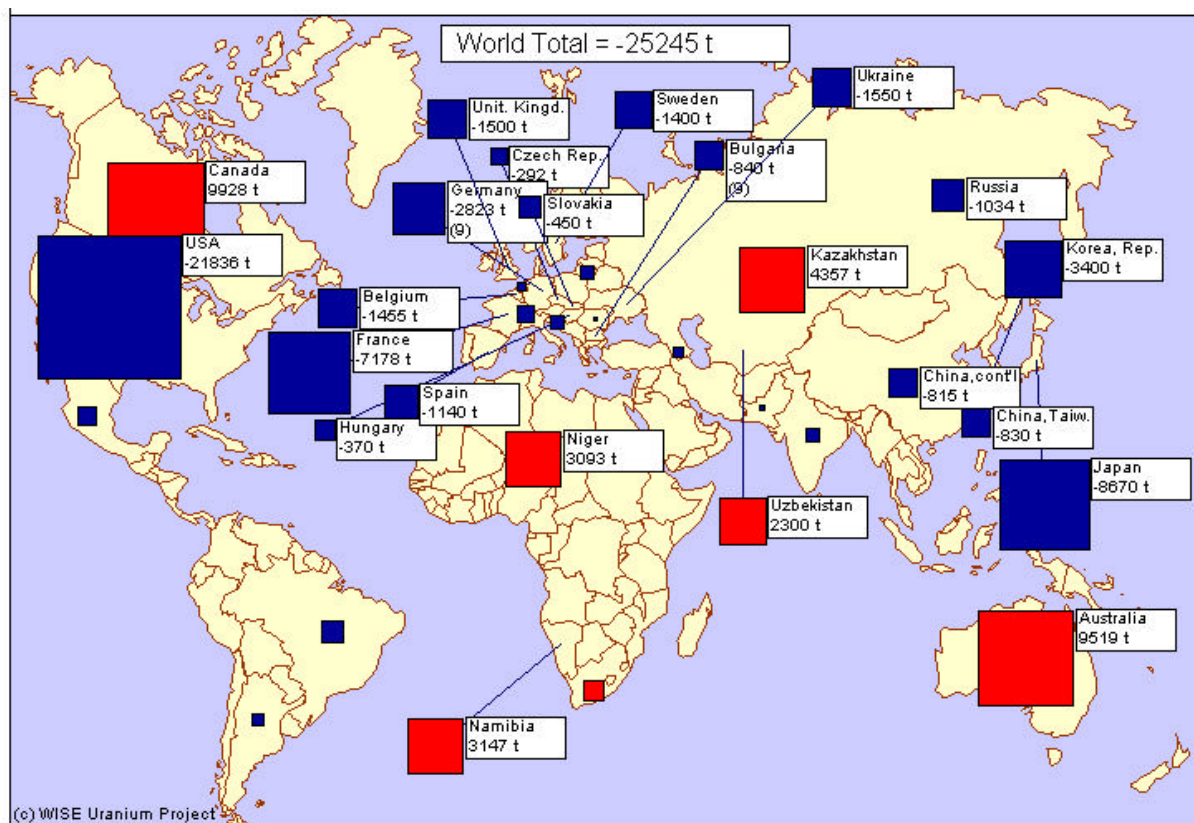 World Total = -25245 t
Ukraine
-1550 t
Unit. Kingd.
-1500 t
Sweden
-1400 t
Czech Rep.
-292 t
Bulgaria
-840 t
(9)
Canada
9928 t
Germany
-2823 t
(9)
Slovakia
-450 t
Russia
-1034 t
USA
-21836 t
Kazakhstan
4357 t
Korea, Rep.
-3400 t
Belgium
-1455 t
France
-7178 t
China,cont'l
-815 t
Spain
-1140 t
China,Taiw.
-830 t
Hungary
-370 t
Niger
3093 t
Japan
-8670 t
Uzbekistan
2300 t
Australia
9519 t
Namibia
3147 t
(c) WISE Uranium Project